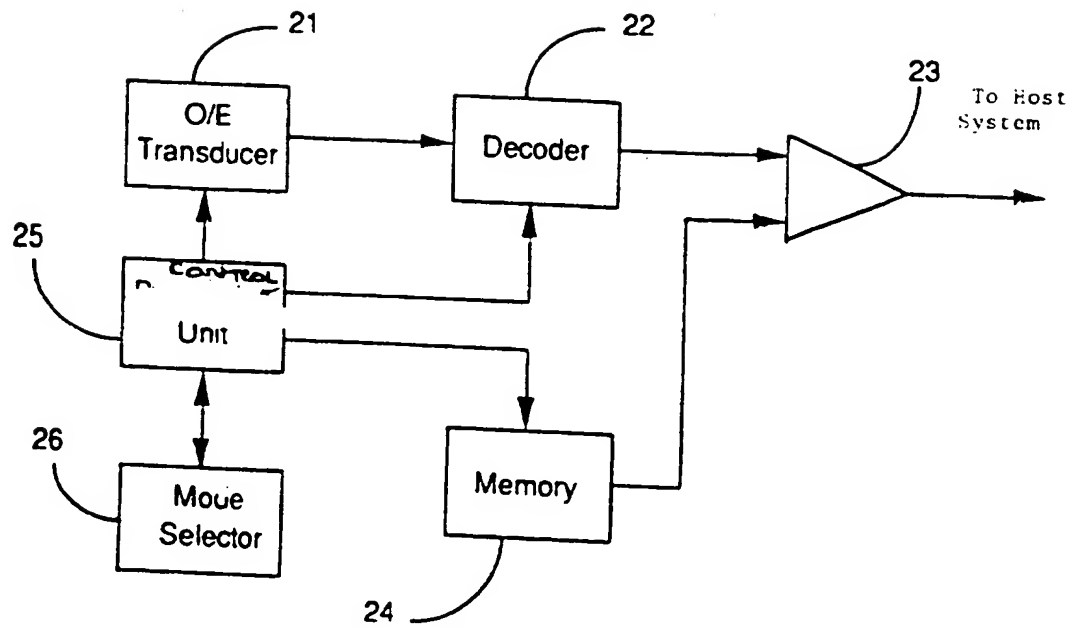 21
O/E
Transducer
22
Decoder
23
To Host
System
25
CONTROL
Unit
26
Mode
Selector
Memory
24